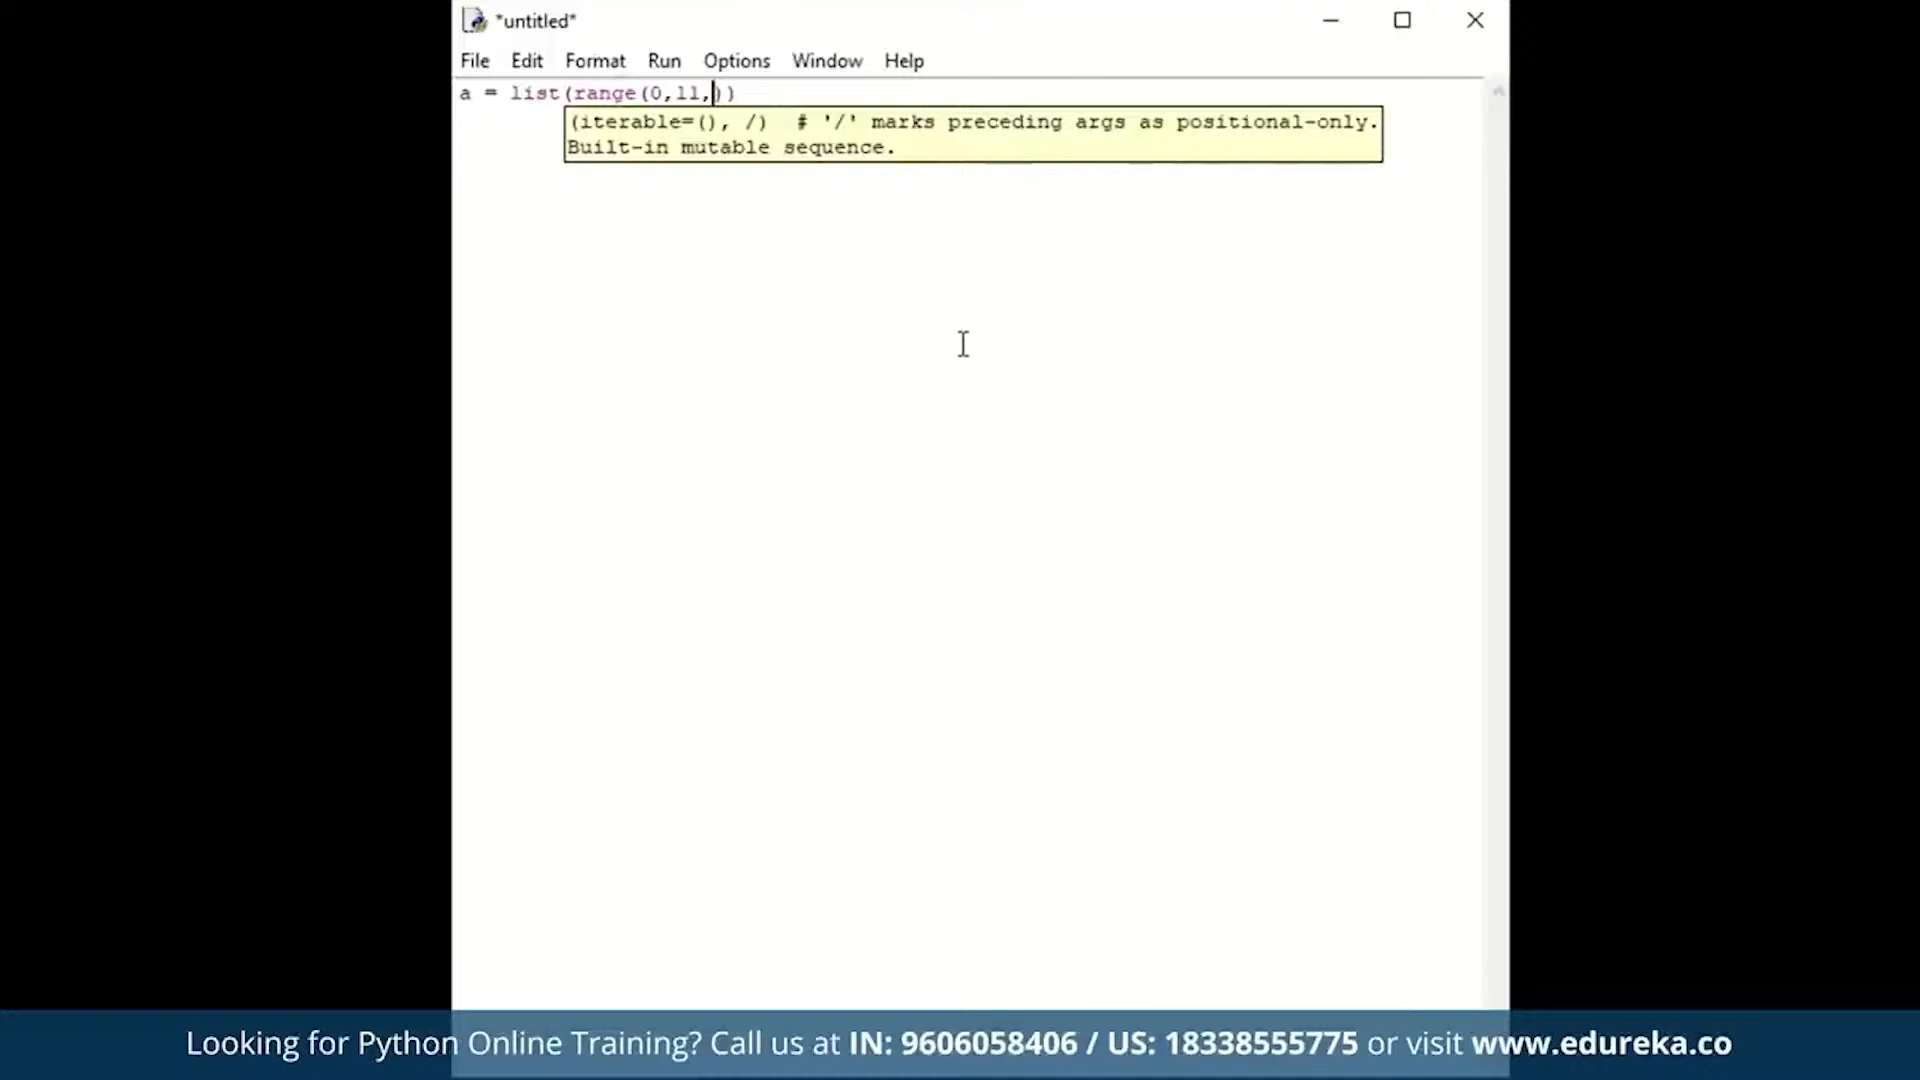 *untitled*
File Edit Format Run Options Window Help
a = list(range(0,11,))
(iterable=(), /)  # '/' marks preceding args as positional-only.
Built-in mutable sequence.
Looking for Python Online Training? Call us at IN: 9606058406 / US: 18338555775 or visit www.edureka.co